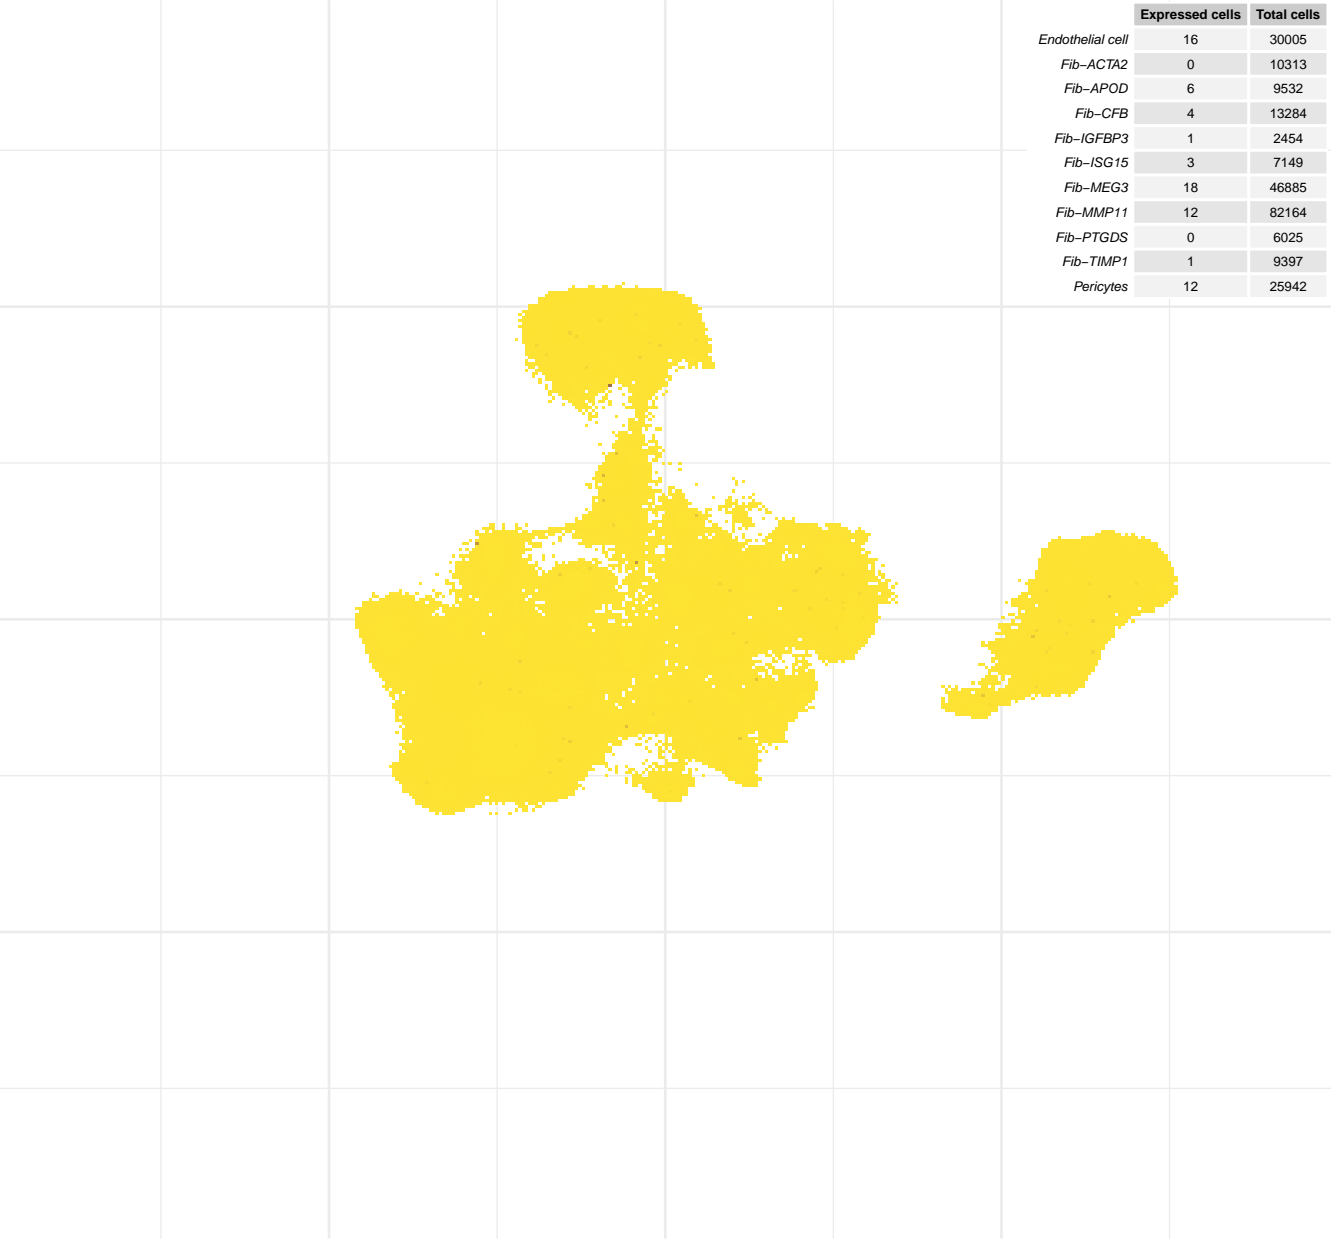 Expressed cells Total cells
Endothelial cell 16 30005
Fib−ACTA2 0 10313
Fib−APOD 6 9532
Fib−CFB 4 13284
Fib−IGFBP3 1 2454
Fib−ISG15 3 7149
Fib−MEG3 18 46885
Fib−MMP11 12 82164
Fib−PTGDS 0 6025
Fib−TIMP1 1 9397
Pericytes 12 25942